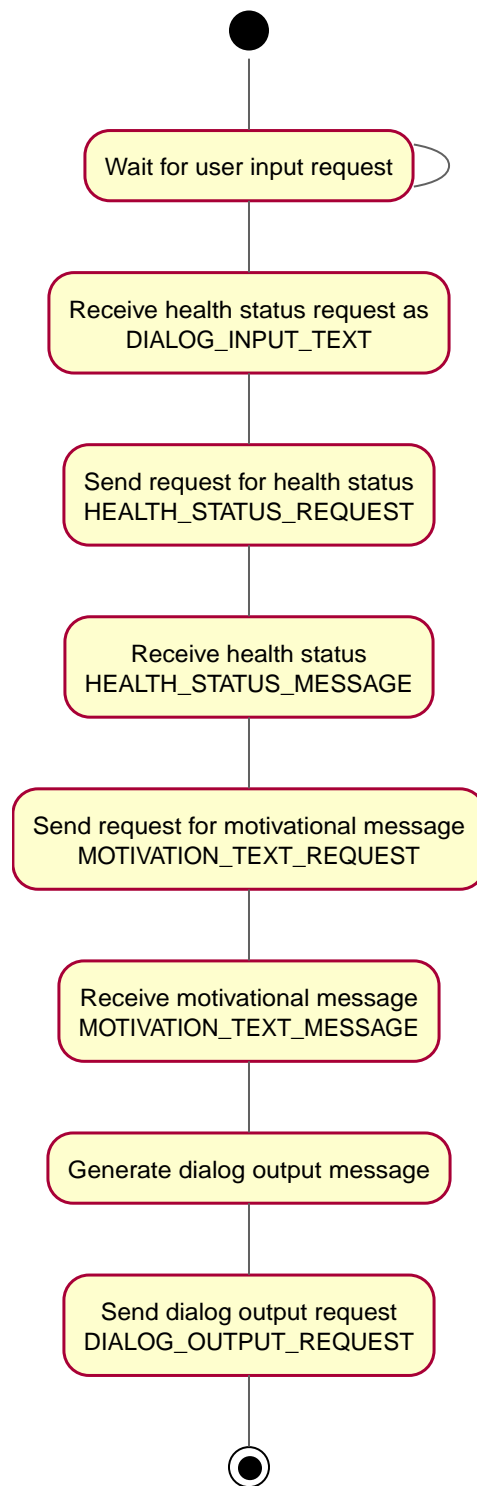 Wait for user input request
Receive health status request as
DIALOG_INPUT_TEXT
Send request for health status
HEALTH_STATUS_REQUEST
Receive health status
HEALTH_STATUS_MESSAGE
Send request for motivational message
MOTIVATION_TEXT_REQUEST
Receive motivational message
MOTIVATION_TEXT_MESSAGE
Generate dialog output message
Send dialog output request
DIALOG_OUTPUT_REQUEST